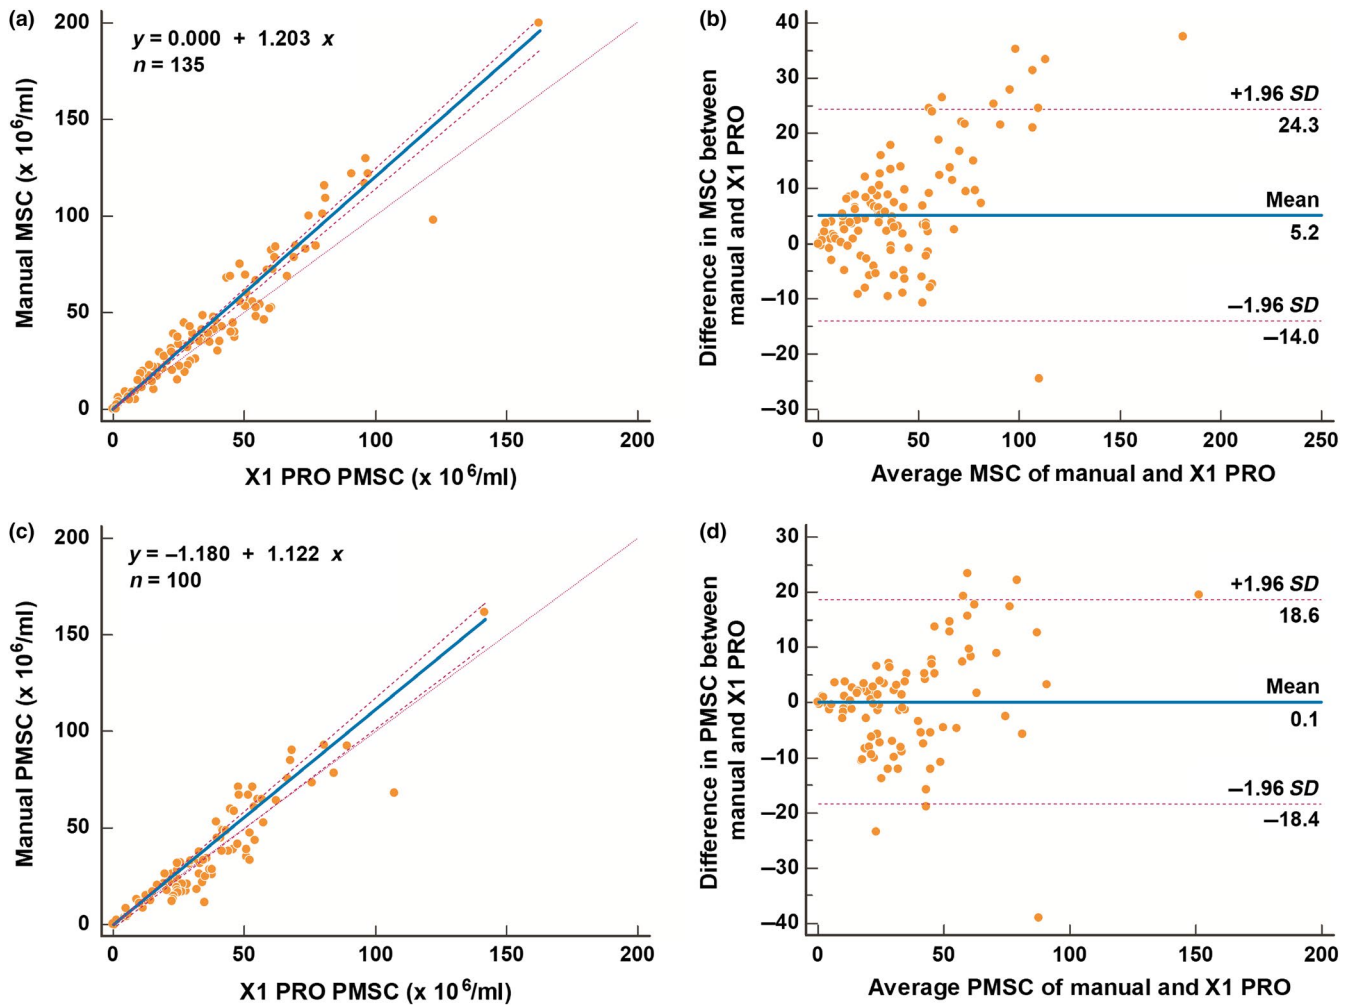 (a)
y = 0.000 + 1.203 x
n = 135
200
150
100
50
0
Manual MSC (x 10⁶/ml)
0 50 100 150 200
X1 PRO PMSC (x 10⁶/ml)
(b)
40
30
20
10
0
–10
–20
–30
Difference in MSC between
manual and X1 PRO
+1.96 SD
24.3
Mean
5.2
–1.96 SD
–14.0
0 50 100 150 200 250
Average MSC of manual and X1 PRO
(c)
y = –1.180 + 1.122 x
n = 100
200
150
100
50
0
Manual PMSC (x 10⁶/ml)
0 50 100 150 200
X1 PRO PMSC (x 10⁶/ml)
(d)
30
20
10
0
–10
–20
–30
–40
Difference in PMSC between
manual and X1 PRO
+1.96 SD
18.6
Mean
0.1
–1.96 SD
–18.4
0 50 100 150 200
Average PMSC of manual and X1 PRO